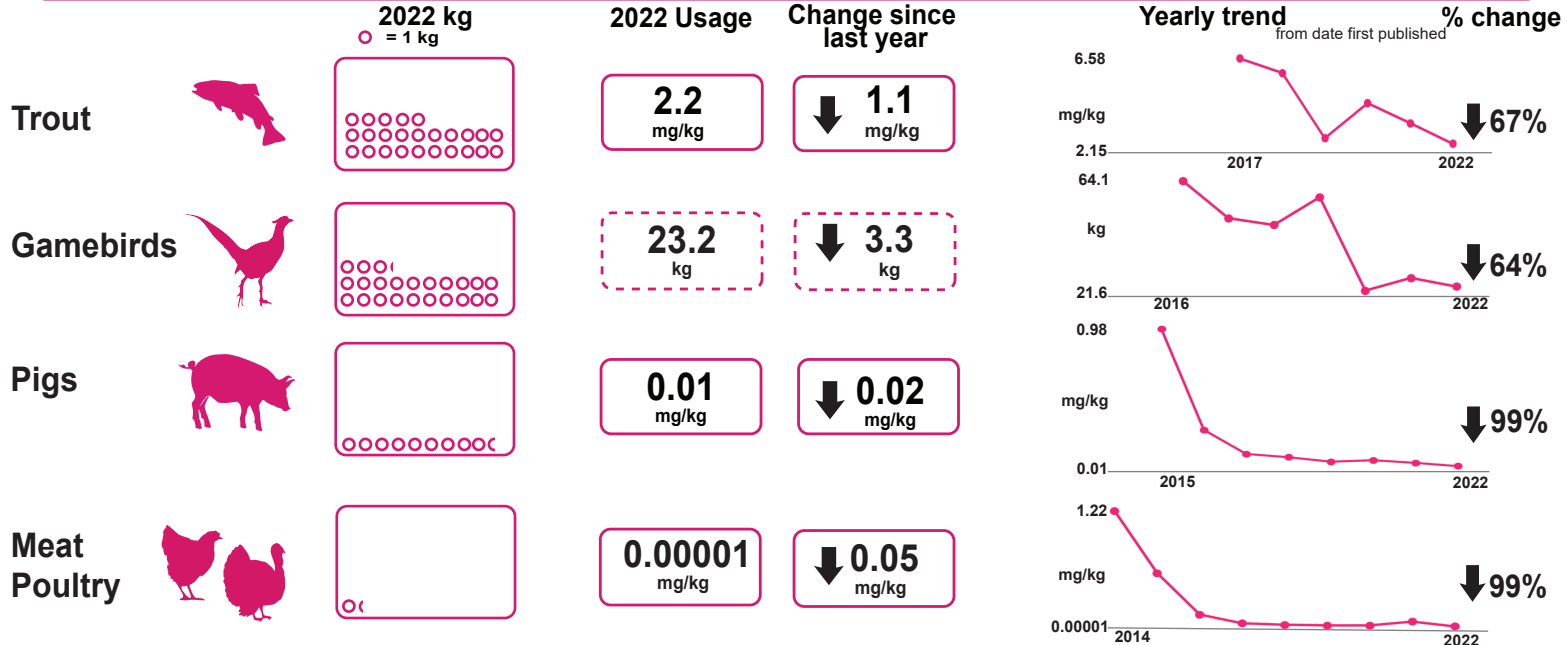 2022 kg
= 1 kg
2022 Usage
Change since
last year
Yearly trend
from date first published
% change
Trout
2.2
mg/kg
1.1
mg/kg
6.58
mg/kg
2.15
2017
2022
67%
Gamebirds
23.2
kg
3.3
kg
64.1
kg
21.6
2016
2022
64%
Pigs
0.01
mg/kg
0.02
mg/kg
0.98
mg/kg
0.01
2015
2022
99%
Meat
Poultry
0.00001
mg/kg
0.05
mg/kg
1.22
mg/kg
0.00001
2014
2022
99%